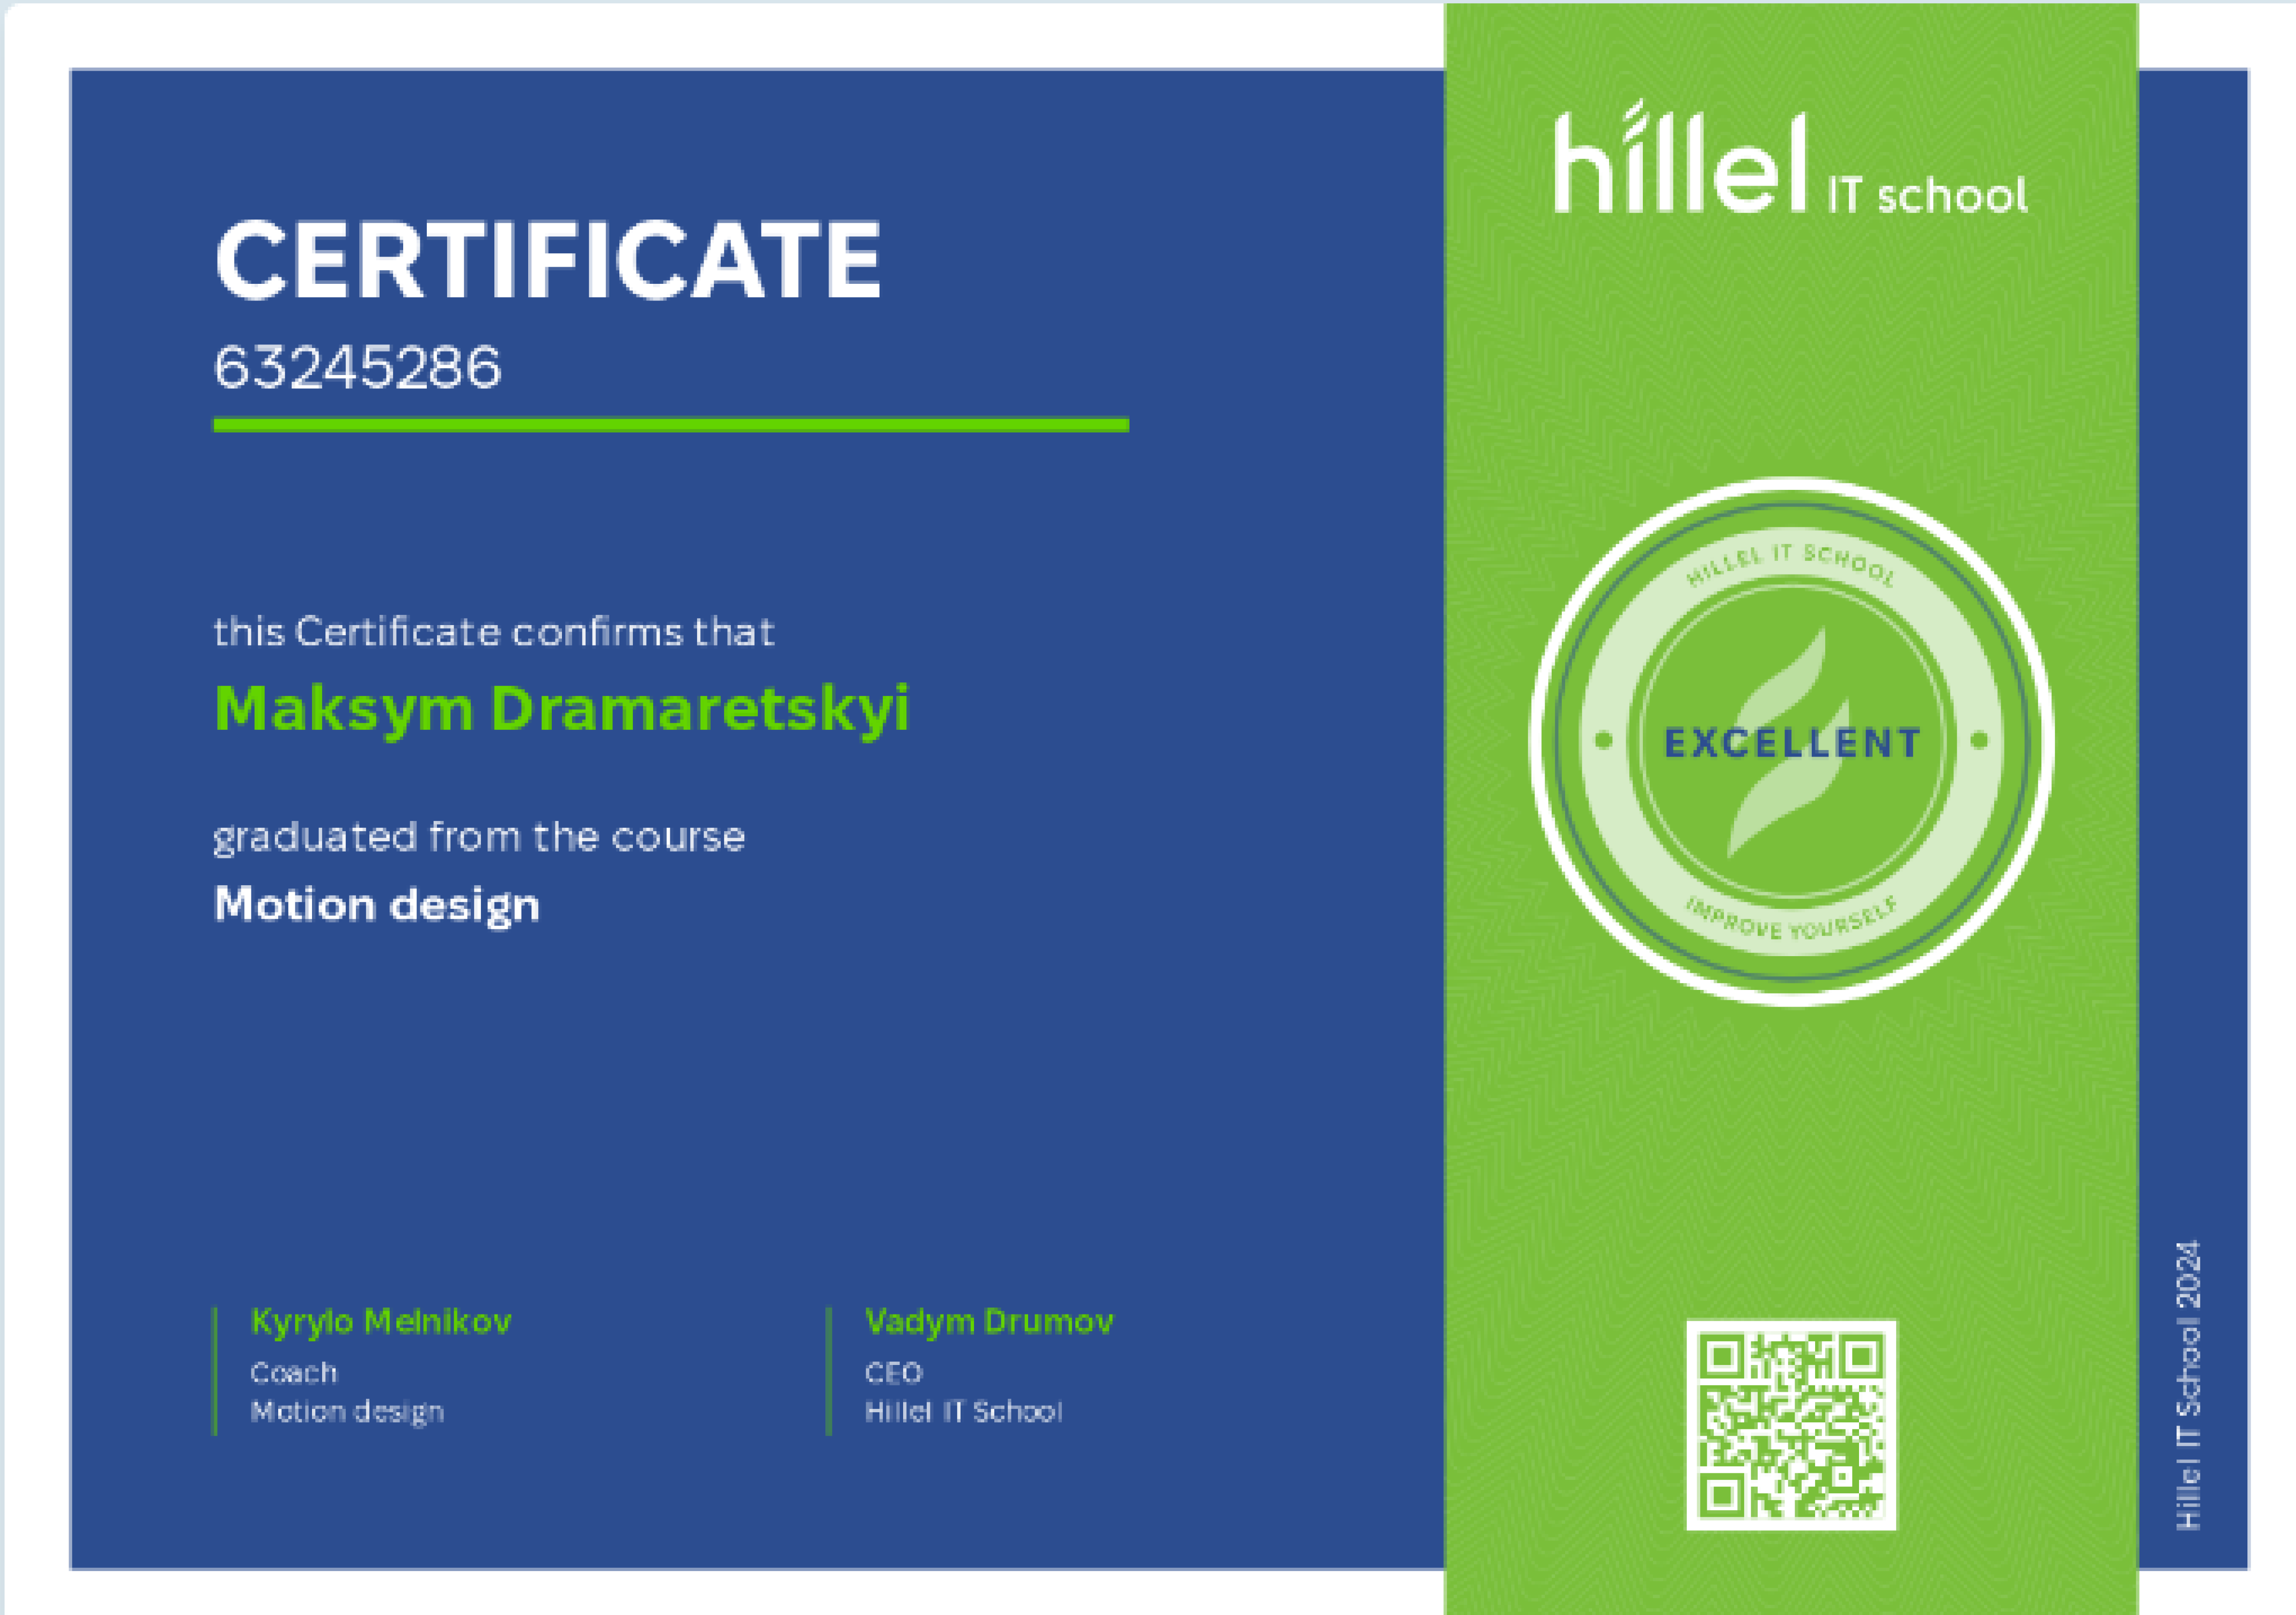 CERTIFICATE
63245286
this Certificate confirms that
Maksym Dramaretskyi
graduated from the course
Motion design
Kyrylo Melnikov
Coach
Motion design
Vadym Drumov
CEO
Hillel IT School
hillel IT school
HILLEL IT SCHOOL
EXCELLENT
IMPROVE YOURSELF
Hillel IT School 2024